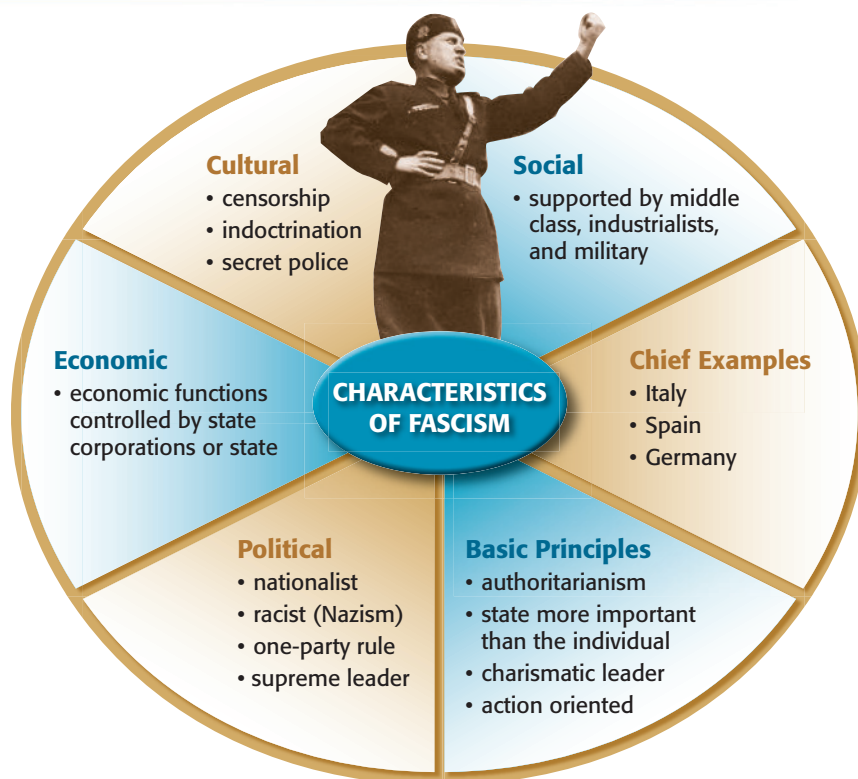 Cultural
• censorship
• indoctrination
• secret police
Social
• supported by middle
class, industrialists,
and military
Economic
• economic functions
controlled by state
corporations or state
CHARACTERISTICS
OF FASCISM
Chief Examples
• Italy
• Spain
• Germany
Political
• nationalist
• racist (Nazism)
• one-party rule
• supreme leader
Basic Principles
• authoritarianism
• state more important
than the individual
• charismatic leader
• action oriented